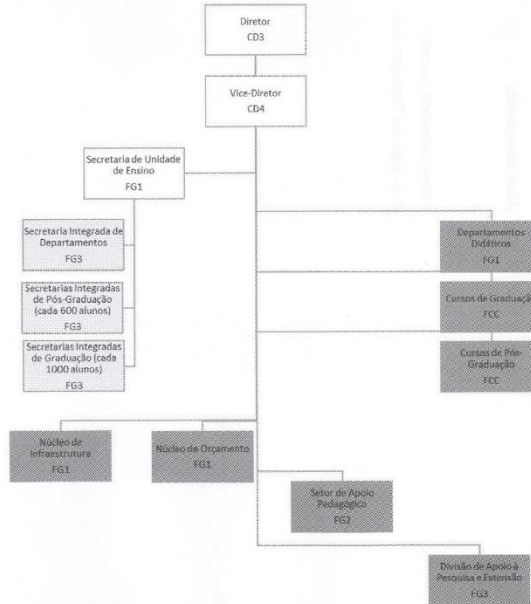 Diretor
CD3
Vice-Diretor
CD4
Secretaria de Unidade
de Ensino
FG1
Secretaria Integrada de
Departamentos
FG3
Secretarias Integradas
de Pós-Graduação
(cada 600 alunos)
FG3
Secretarias Integradas
de Graduação (cada
1000 alunos)
FG3
Departamentos
Didáticos
FG1
Cursos de Graduação
FCC
Cursos de Pós-
Graduação
FCC
Núcleo de
Infraestrutura
FG1
Núcleo de Orçamento
FG1
Setor de Apoio
Pedagógico
FG2
Divisão de Apoio à
Pesquisa e Extensão
FG3